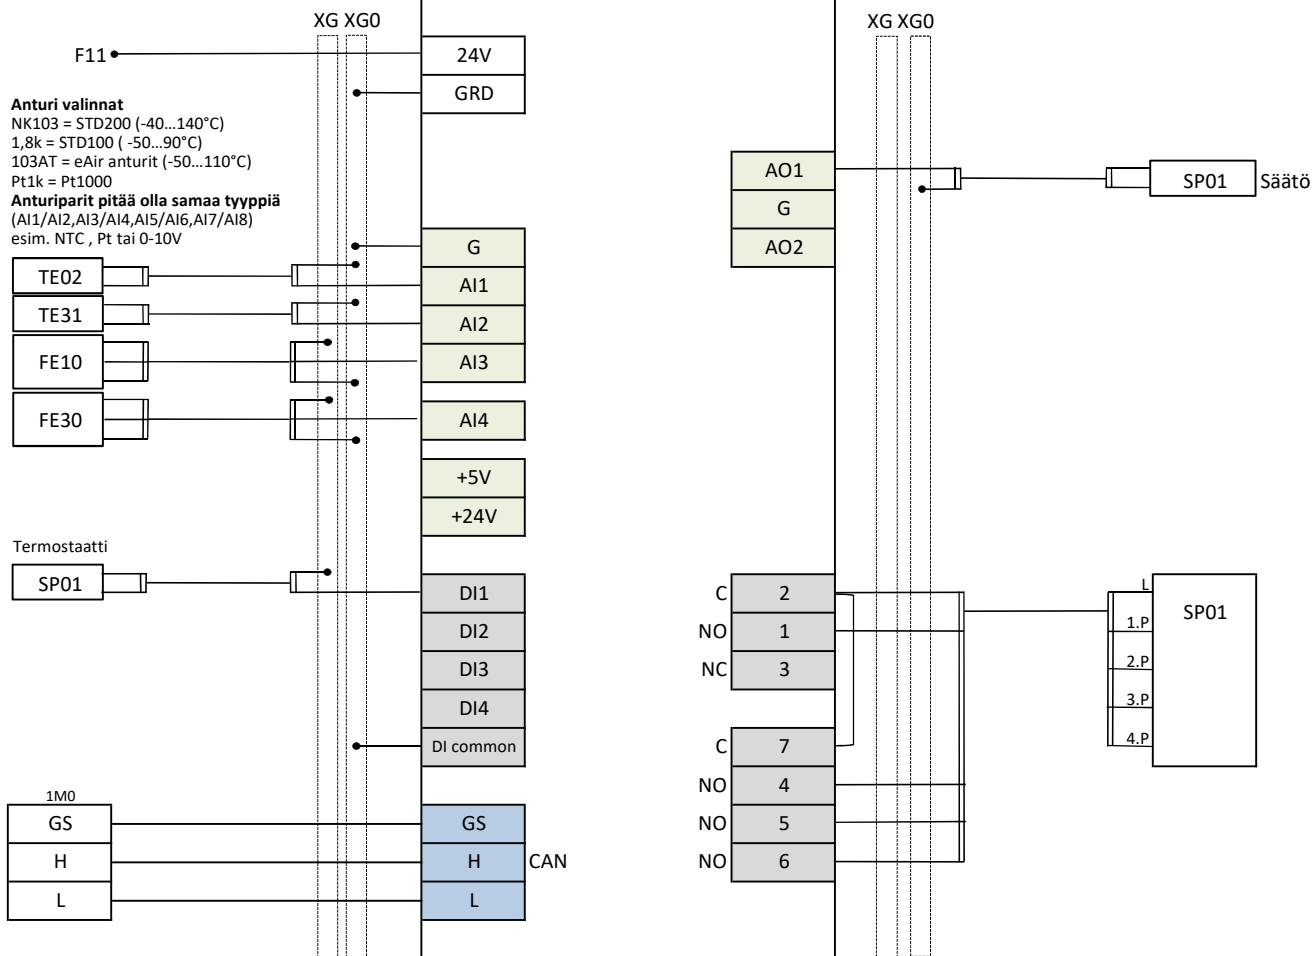 XG XG0
F11
24V
GRD
Anturi valinnat
NK103 = STD200 (-40...140°C)
1,8k = STD100 ( -50...90°C)
103AT = eAir anturit (-50...110°C)
Pt1k = Pt1000
Anturiparit pitää olla samaa tyyppiä
(AI1/AI2,AI3/AI4,AI5/AI6,AI7/AI8)
esim. NTC , Pt tai 0-10V
G
TE02
AI1
TE31
AI2
FE10
AI3
FE30
AI4
+5V
+24V
Termostaatti
SP01
DI1
DI2
DI3
DI4
DI common
1M0
GS
GS
H
H
CAN
L
L
XG XG0
AO1
SP01
Säätö
G
AO2
C
2
L
SP01
NO
1
1.P
NC
3
2.P
3.P
C
7
4.P
NO
4
NO
5
NO
6